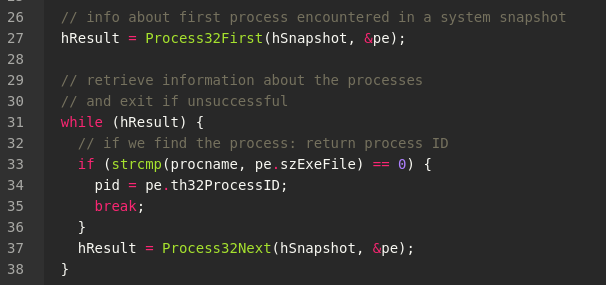 26 // info about first process encountered in a system snapshot
27 hResult = Process32First(hSnapshot, &pe);
28
29 // retrieve information about the processes
30 // and exit if unsuccessful
31 while (hResult) {
32 // if we find the process: return process ID
33 if (strcmp(procname, pe.szExeFile) == 0) {
34 pid = pe.th32ProcessID;
35 break;
36 }
37 hResult = Process32Next(hSnapshot, &pe);
38 }